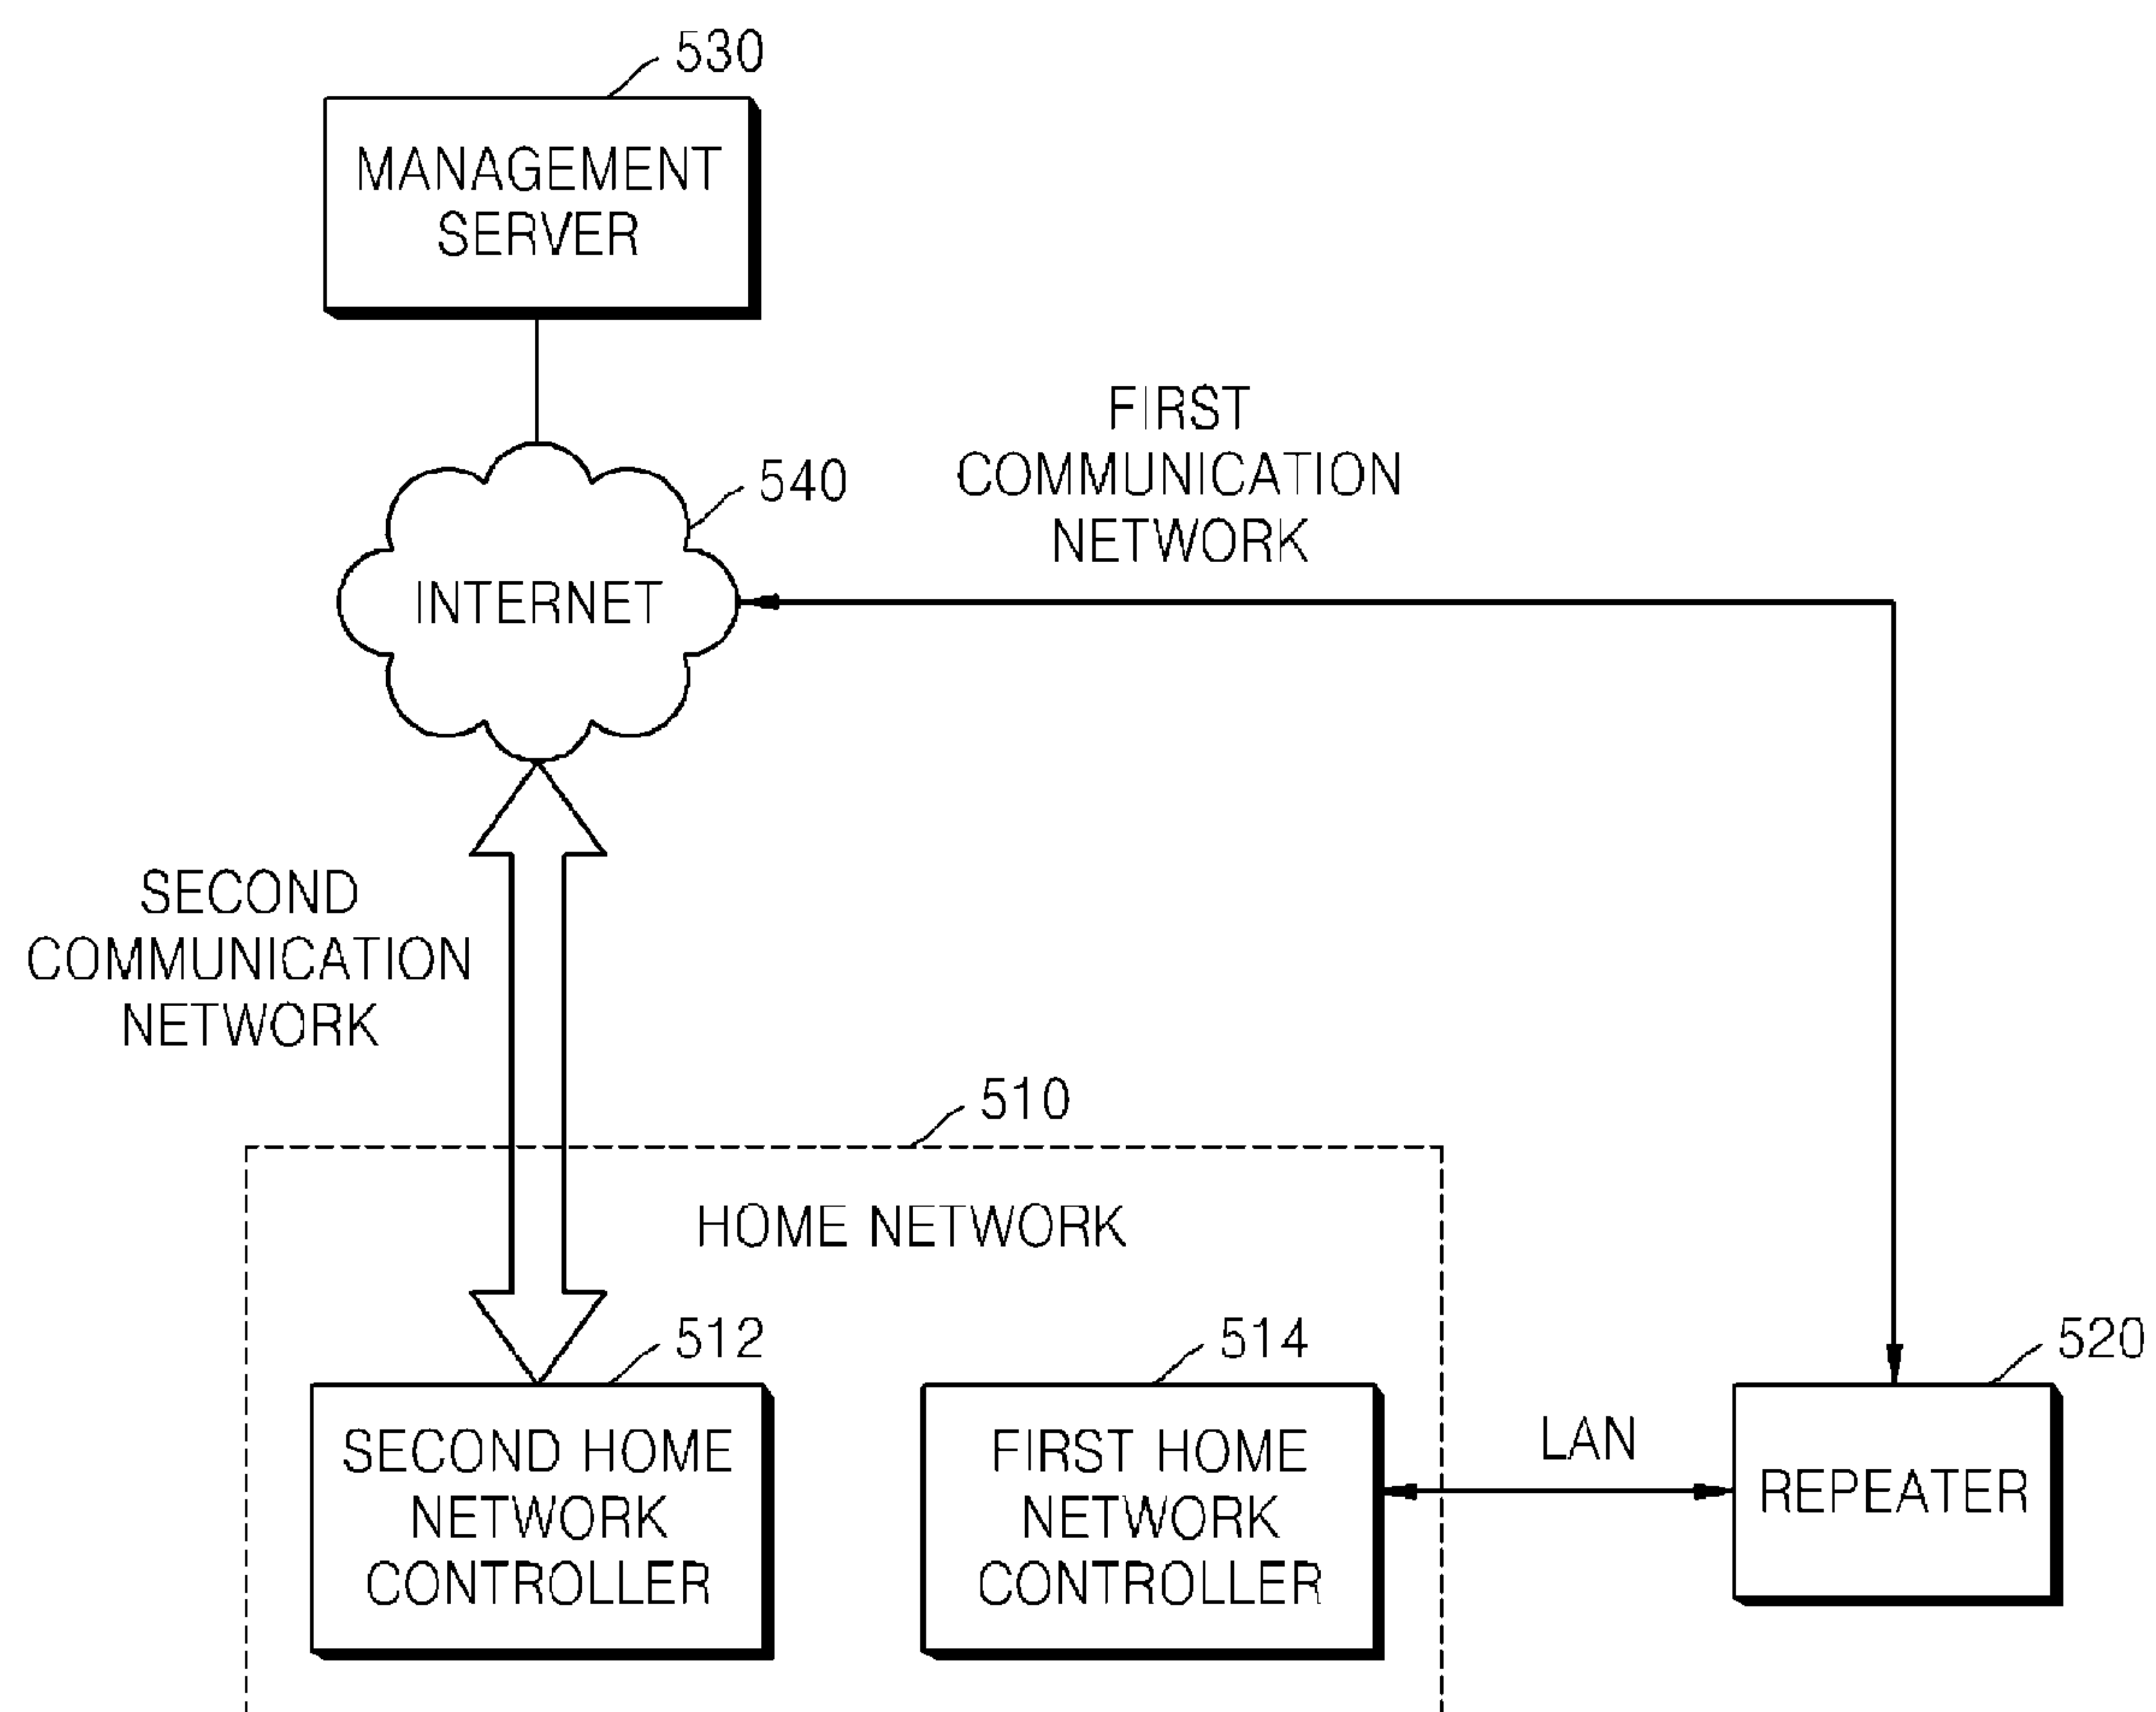 530
MANAGEMENT
SERVER
540
INTERNET
FIRST
COMMUNICATION
NETWORK
SECOND
COMMUNICATION
NETWORK
510
HOME NETWORK
512
SECOND HOME
NETWORK
CONTROLLER
514
FIRST HOME
NETWORK
CONTROLLER
LAN
520
REPEATER